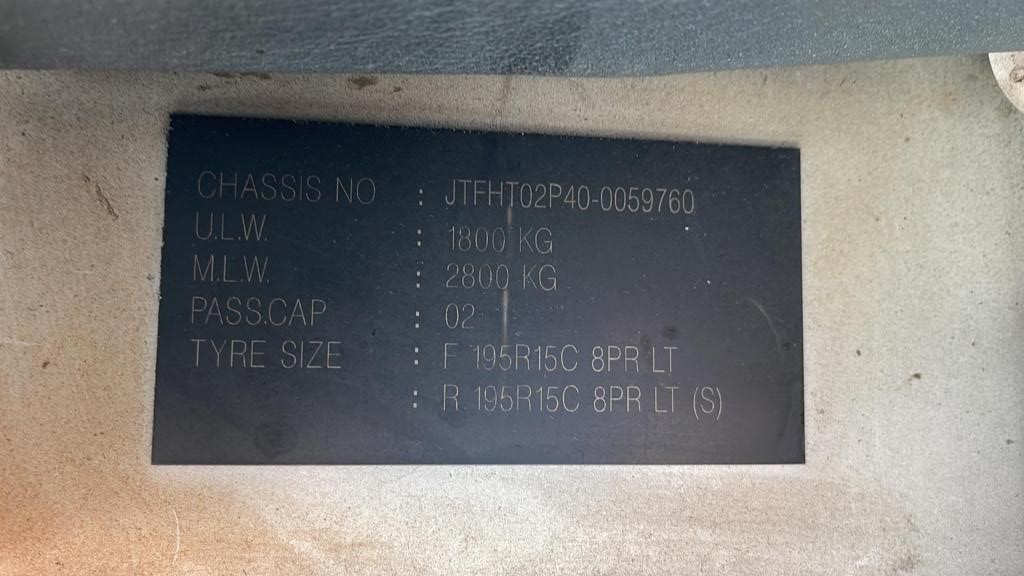 CHASSIS NO : JTFHT02P40-0059760
U.L.W. : 1800 KG
M.L.W. : 2800 KG
PASS.CAP : 02
TYRE SIZE : F 195R15C 8PR LT
: R 195R15C 8PR LT (S)